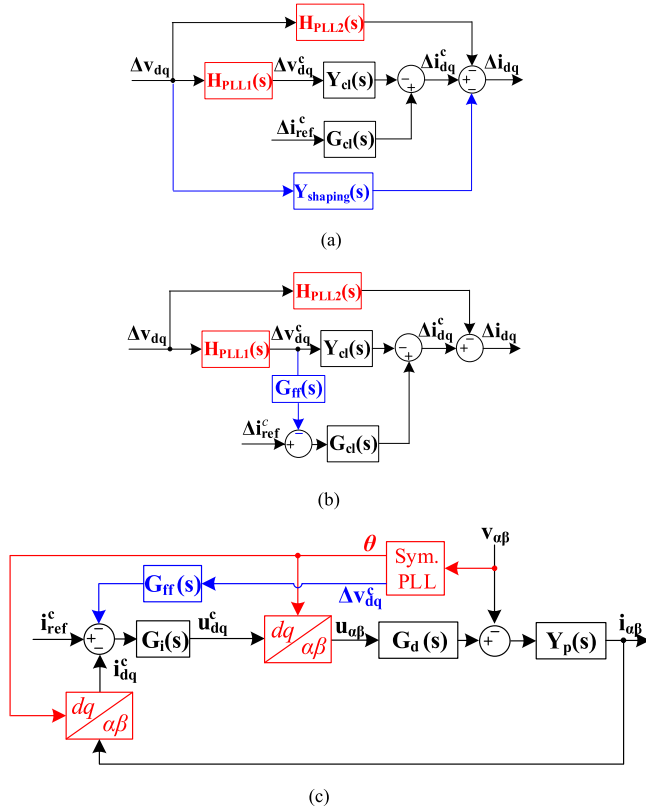 H_PLL2(s)
Δv_dq
Δv^c_dq
Δi^c_dq
Δi_dq
H_PLL1(s)
Y_cl(s)
−
+
+
−
−
Δi^c_ref
G_cl(s)
Y_shaping(s)
(a)
H_PLL2(s)
Δv_dq
Δv^c_dq
Δi^c_dq
Δi_dq
H_PLL1(s)
Y_cl(s)
−
+
+
−
G_ff(s)
Δi^c_ref
+
−
G_cl(s)
(b)
θ
Sym.
PLL
v_αβ
G_ff(s)
Δv^c_dq
i^c_ref
+
−
−
G_i(s)
u^c_dq
dq
αβ
u_αβ
G_d(s)
+
−
Y_p(s)
i_αβ
i^c_dq
dq
αβ
(c)